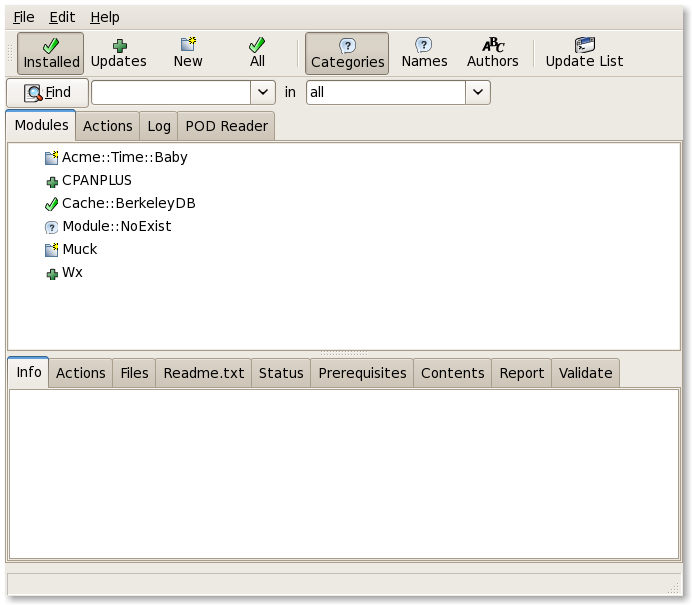 File Edit Help
Installed Updates New All Categories Names ABC Authors Update List
Find in all
Modules Actions Log POD Reader
Acme::Time::Baby
CPANPLUS
Cache::BerkeleyDB
Module::NoExist
Muck
Wx
Info Actions Files Readme.txt Status Prerequisites Contents Report Validate